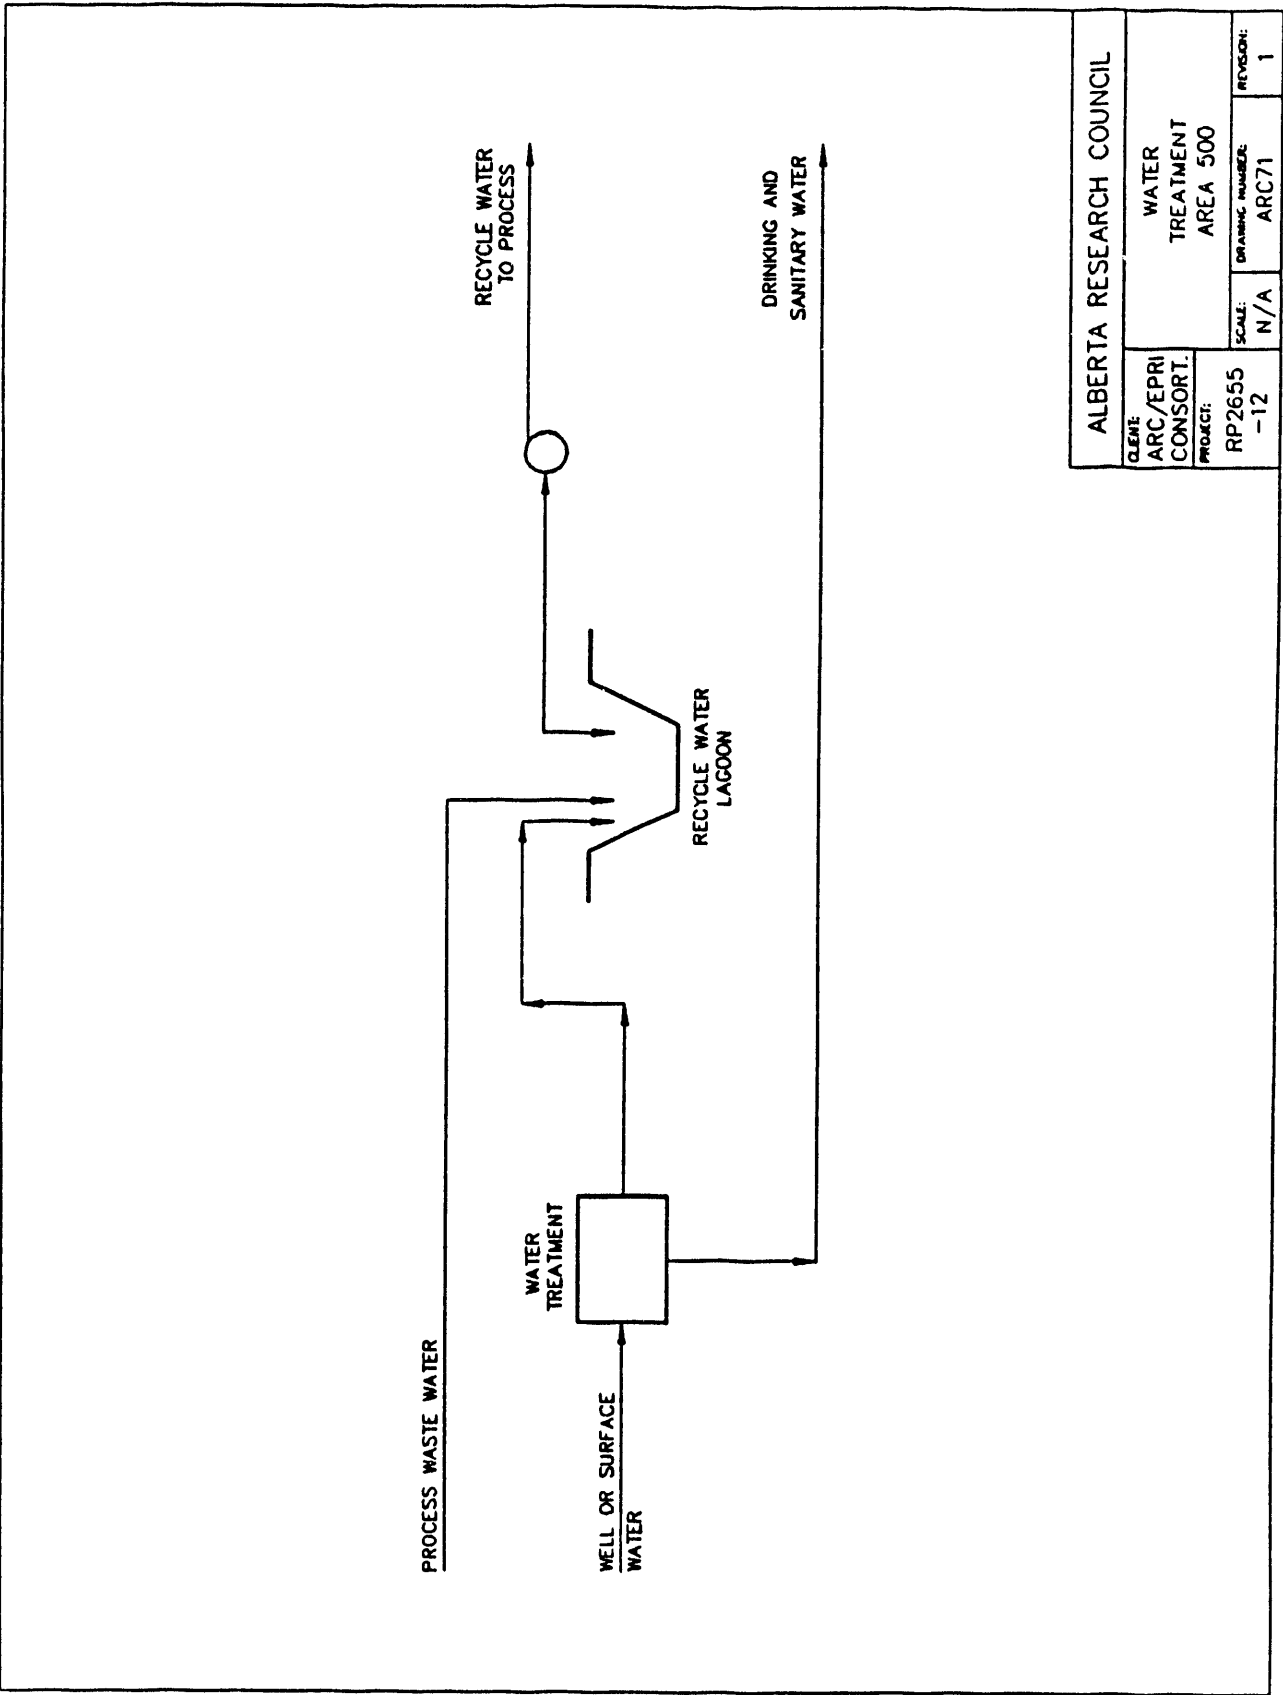 PROCESS WASTE WATER
WELL OR SURFACE
WATER
WATER
TREATMENT
RECYCLE WATER
LAGOON
RECYCLE WATER
TO PROCESS
DRINKING AND
SANITARY WATER
ALBERTA RESEARCH COUNCIL
CLIENT:
ARC/EPRI
CONSORT.
PROJECT:
RP2655
-12
WATER
TREATMENT
AREA 500
SCALE:
N/A
DRAWING NUMBER:
ARC71
REVISION:
1